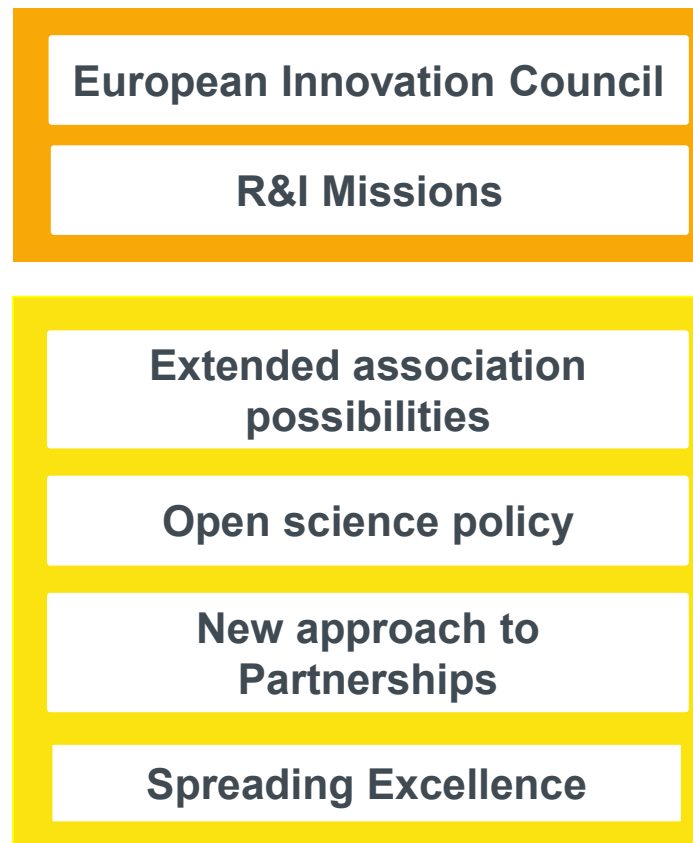 European Innovation Council
R&I Missions
Extended association
possibilities
Open science policy
New approach to
Partnerships
Spreading Excellence